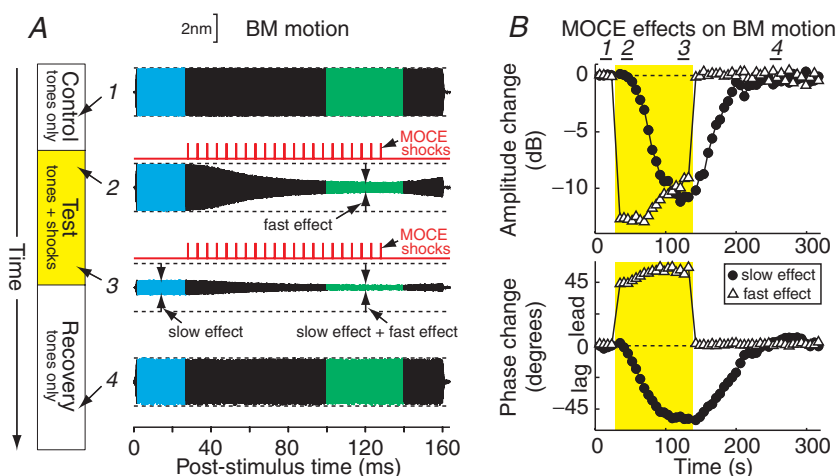 A
2nm
BM motion
Control
tones only
Test
tones + shocks
Recovery
tones only
Time
1
2
3
4
MOCE
shocks
fast effect
MOCE
shocks
slow effect
slow effect + fast effect
0 40 80 120 160
Post-stimulus time (ms)
B
MOCE effects on BM motion
1 2 3 4
Amplitude change
(dB)
0
−5
−10
0 100 200 300
Phase change
(degrees)
lag lead
45
0
−45
slow effect
fast effect
0 100 200 300
Time (s)